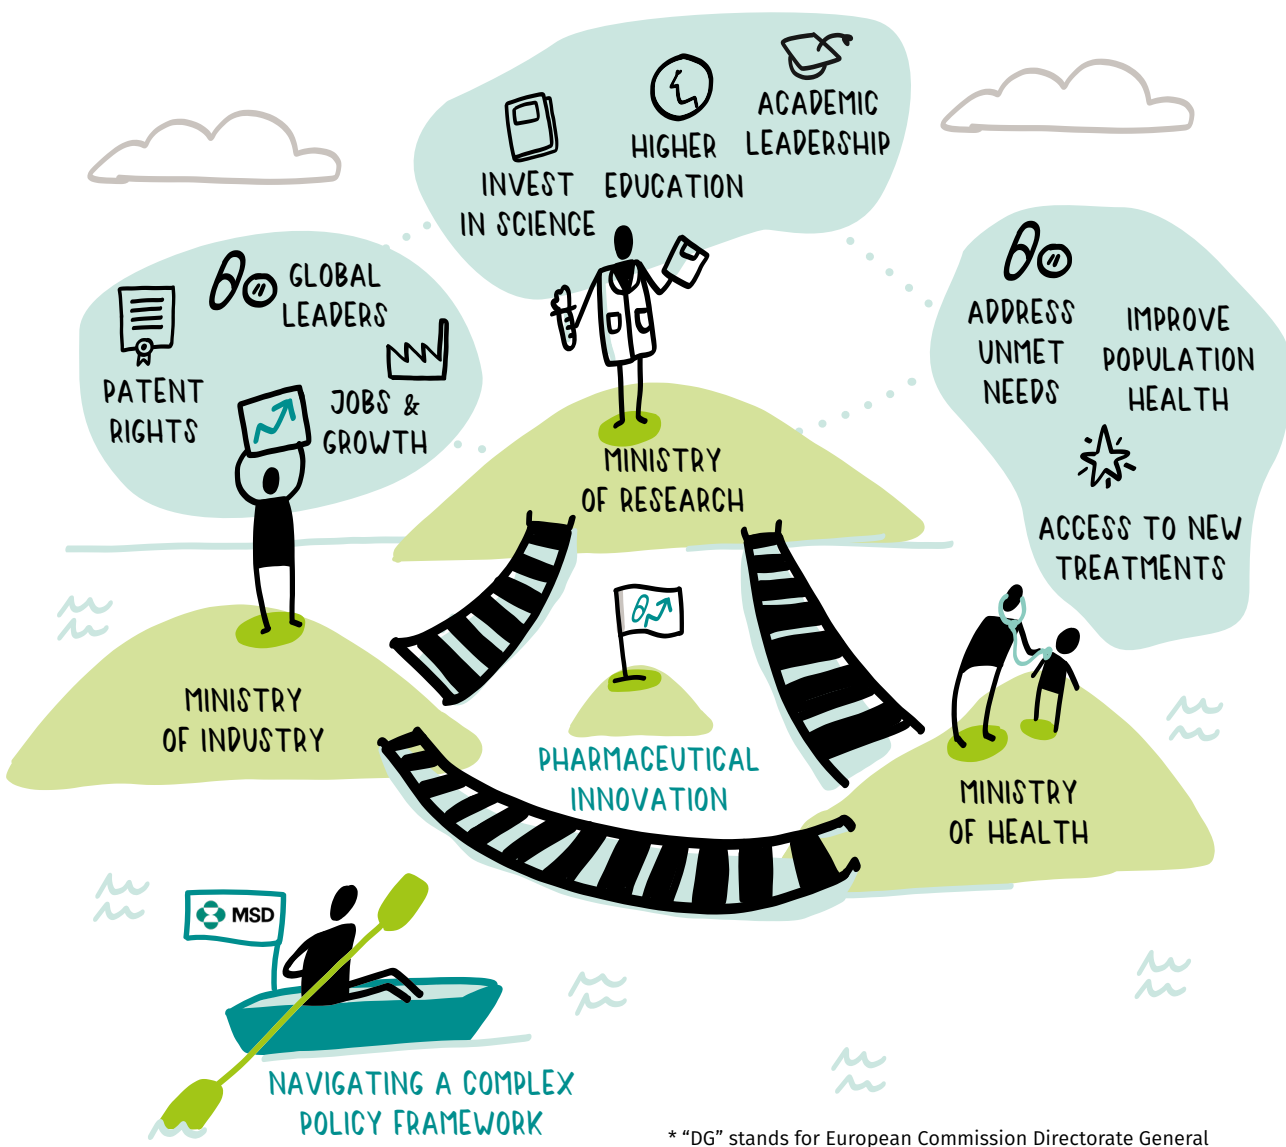 ACADEMIC
LEADERSHIP
HIGHER
EDUCATION
INVEST
IN SCIENCE
GLOBAL
LEADERS
PATENT
RIGHTS
JOBS &
GROWTH
ADDRESS
UNMET
NEEDS
IMPROVE
POPULATION
HEALTH
ACCESS TO NEW
TREATMENTS
MINISTRY
OF RESEARCH
MINISTRY
OF INDUSTRY
PHARMACEUTICAL
INNOVATION
MINISTRY
OF HEALTH
MSD
NAVIGATING A COMPLEX
POLICY FRAMEWORK
* “DG” stands for European Commission Directorate General